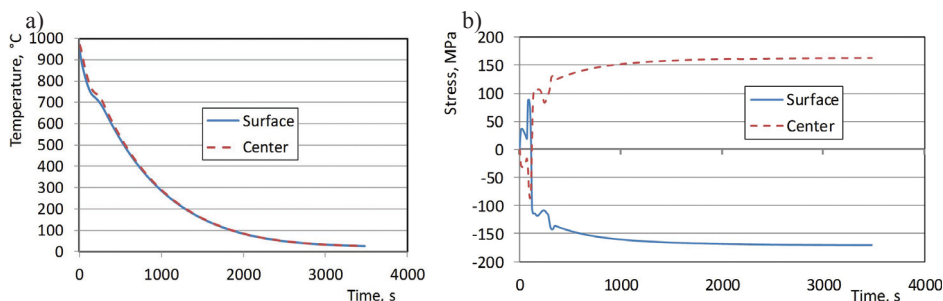 a)
Temperature, °C
1000
900
800
700
600
500
400
300
200
100
0
Surface
Center
0 1000 2000 3000 4000
Time, s
b)
Stress, MPa
200
150
100
50
0
-50
-100
-150
-200
Surface
Center
0 1000 2000 3000 4000
Time, s